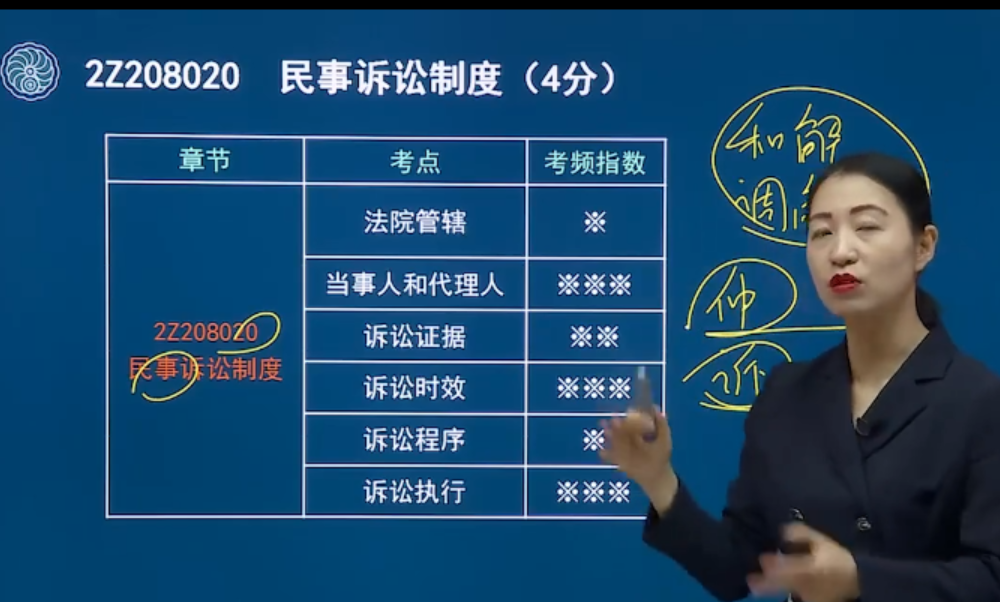 2Z208020 民事诉讼制度（4分）
章节 考点 考频指数
法院管辖 ※
当事人和代理人 ※※※
诉讼证据 ※※
诉讼时效 ※※※
诉讼程序 ※
诉讼执行 ※※※
2Z208020
民事诉讼制度
和解
调
仲
诉